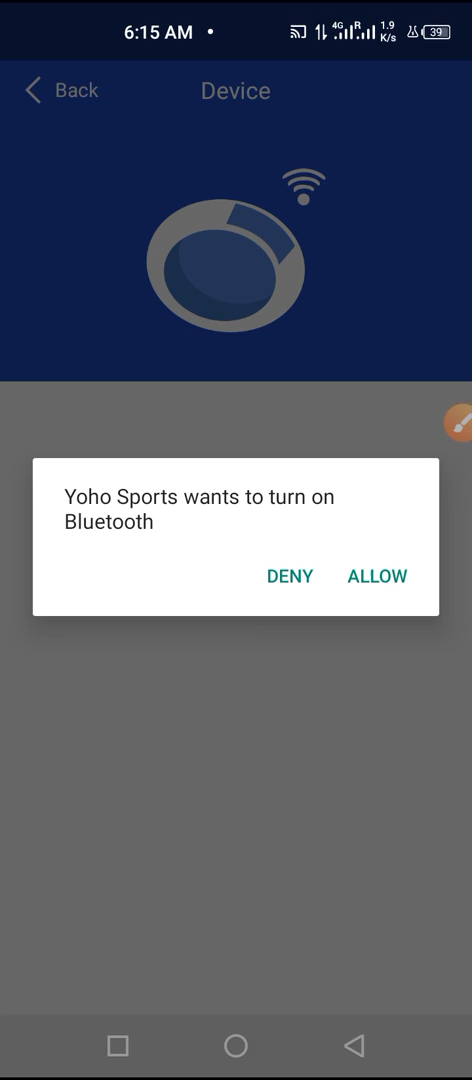 6:15 AM
4G R 1.9 K/s 39
Back
Device
Yoho Sports wants to turn on
Bluetooth
DENY ALLOW